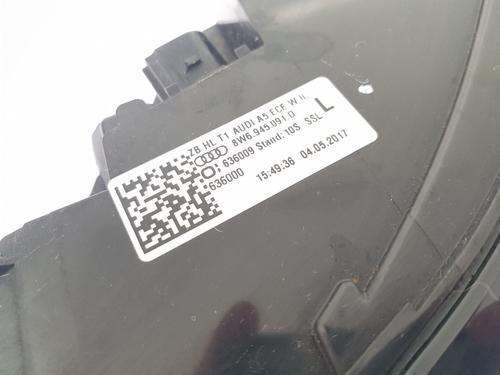 ZB HL T1 AUDI A5 ECE W II
8W6.945.091.D
636009 Stand: 10S SSL L
636000 15:49:36 04.05.2017